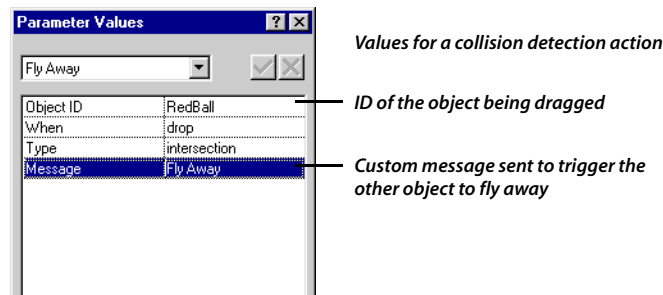 Parameter Values
Values for a collision detection action
Fly Away
Object ID RedBall
ID of the object being dragged
When drop
Type intersection
Message Fly Away
Custom message sent to trigger the
other object to fly away